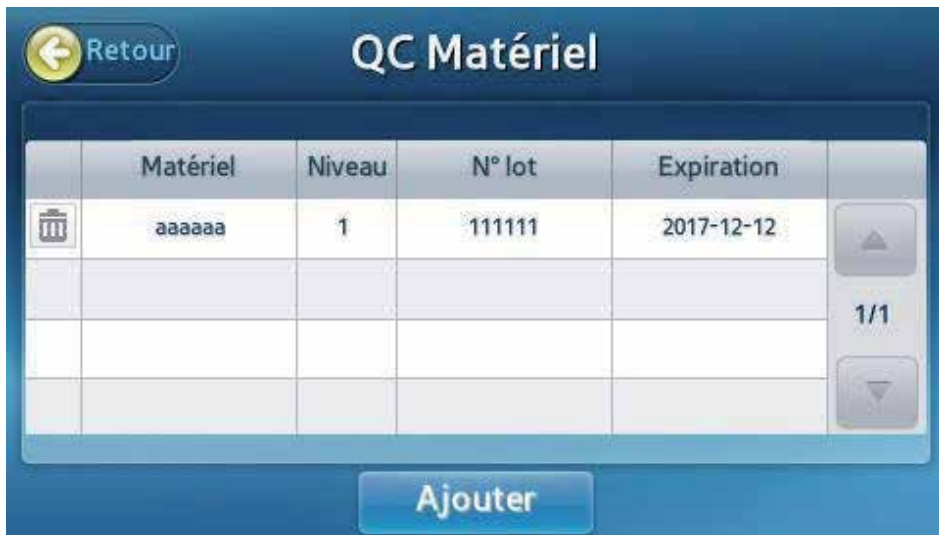 Retour QC Matériel
Matériel Niveau N° lot Expiration
aaaaaa 1 111111 2017-12-12
1/1
Ajouter